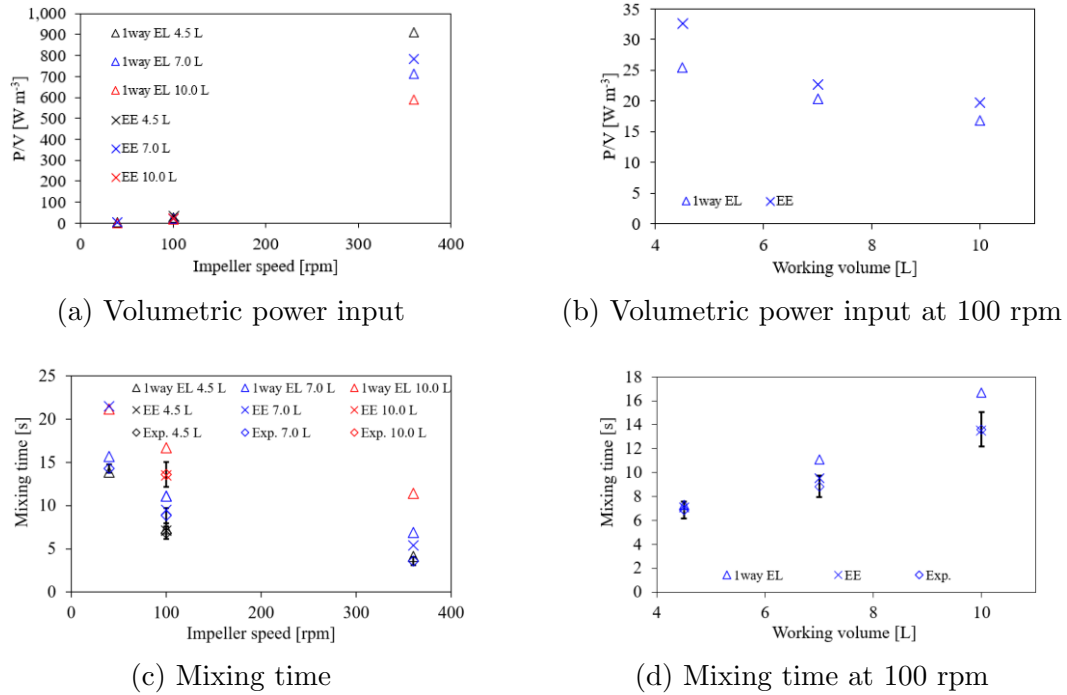 1,000
900
800
700
600
500
400
300
200
100
0
P/V [W m⁻³]
1way EL 4.5 L
1way EL 7.0 L
1way EL 10.0 L
EE 4.5 L
EE 7.0 L
EE 10.0 L
0 100 200 300 400
Impeller speed [rpm]
(a) Volumetric power input
35
30
25
20
15
10
5
0
P/V [W m⁻³]
1way EL EE
4 6 8 10
Working volume [L]
(b) Volumetric power input at 100 rpm
25
20
15
10
5
0
Mixing time [s]
1way EL 4.5 L 1way EL 7.0 L 1way EL 10.0 L
EE 4.5 L EE 7.0 L EE 10.0 L
Exp. 4.5 L Exp. 7.0 L Exp. 10.0 L
0 100 200 300 400
Impeller speed [rpm]
(c) Mixing time
18
16
14
12
10
8
6
4
2
0
Mixing time [s]
1way EL EE Exp.
4 6 8 10
Working volume [L]
(d) Mixing time at 100 rpm